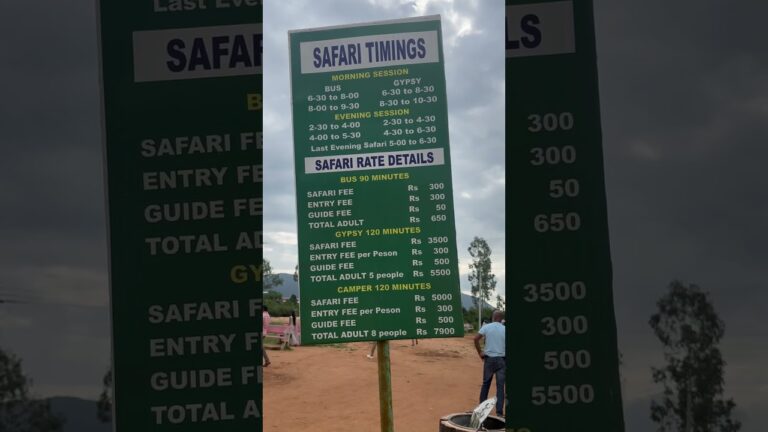 SAFARI TIMINGS
MORNING SESSION
BUS GYPSY
6-30 to 8-00 6-30 to 8-30
8-00 to 9-30 8-30 to 10-30
EVENING SESSION
2-30 to 4-00 2-30 to 4-30
4-00 to 5-30 4-30 to 6-30
Last Evening Safari 5-00 to 6-30
SAFARI RATE DETAILS
BUS 90 MINUTES
SAFARI FEE Rs 300
ENTRY FEE Rs 300
GUIDE FEE Rs 50
TOTAL ADULT Rs 650
GYPSY 120 MINUTES
SAFARI FEE Rs 3500
ENTRY FEE per Peson Rs 300
GUIDE FEE Rs 500
TOTAL ADULT 5 people Rs 5500
CAMPER 120 MINUTES
SAFARI FEE Rs 5000
ENTRY FEE per Peson Rs 300
GUIDE FEE Rs 500
TOTAL ADULT 8 people Rs 7900